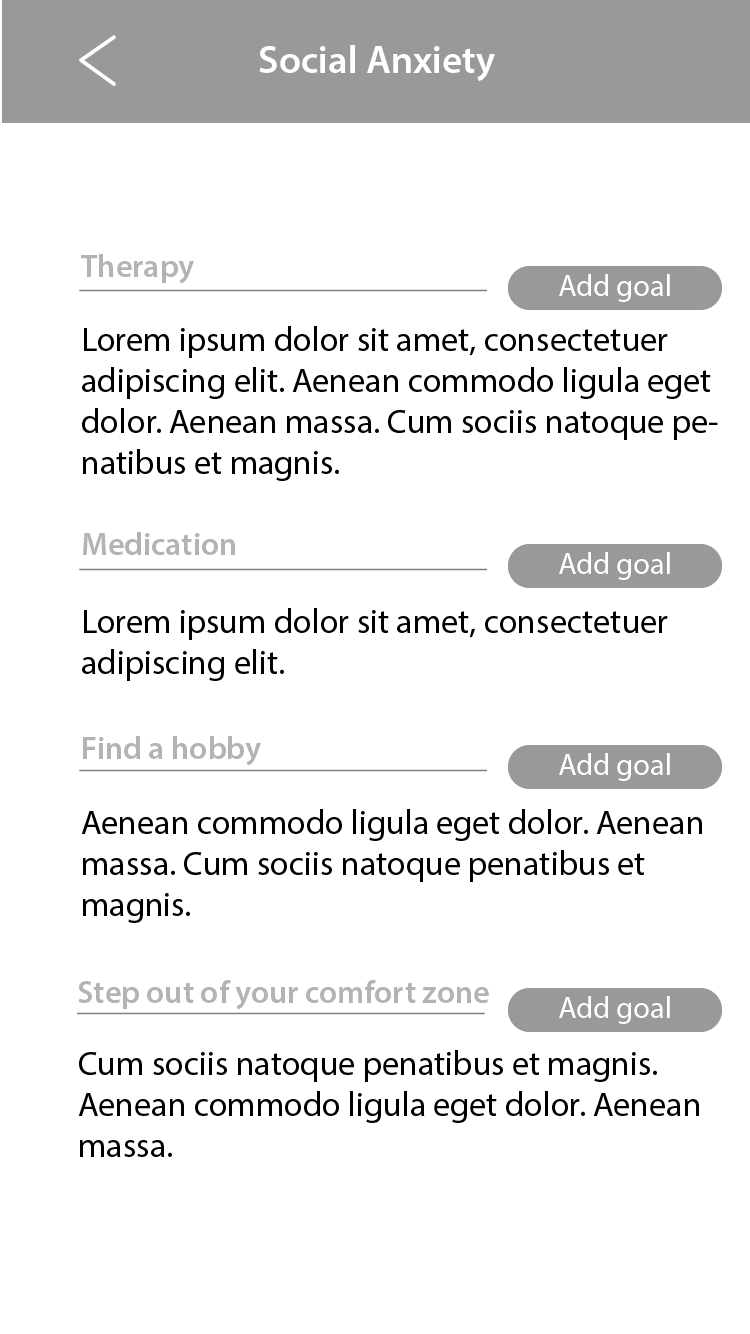 Social Anxiety
Therapy
Add goal
Lorem ipsum dolor sit amet, consectetuer
adipiscing elit. Aenean commodo ligula eget
dolor. Aenean massa. Cum sociis natoque pe-
natibus et magnis.
Medication
Add goal
Lorem ipsum dolor sit amet, consectetuer
adipiscing elit.
Find a hobby
Add goal
Aenean commodo ligula eget dolor. Aenean
massa. Cum sociis natoque penatibus et
magnis.
Step out of your comfort zone
Add goal
Cum sociis natoque penatibus et magnis.
Aenean commodo ligula eget dolor. Aenean
massa.